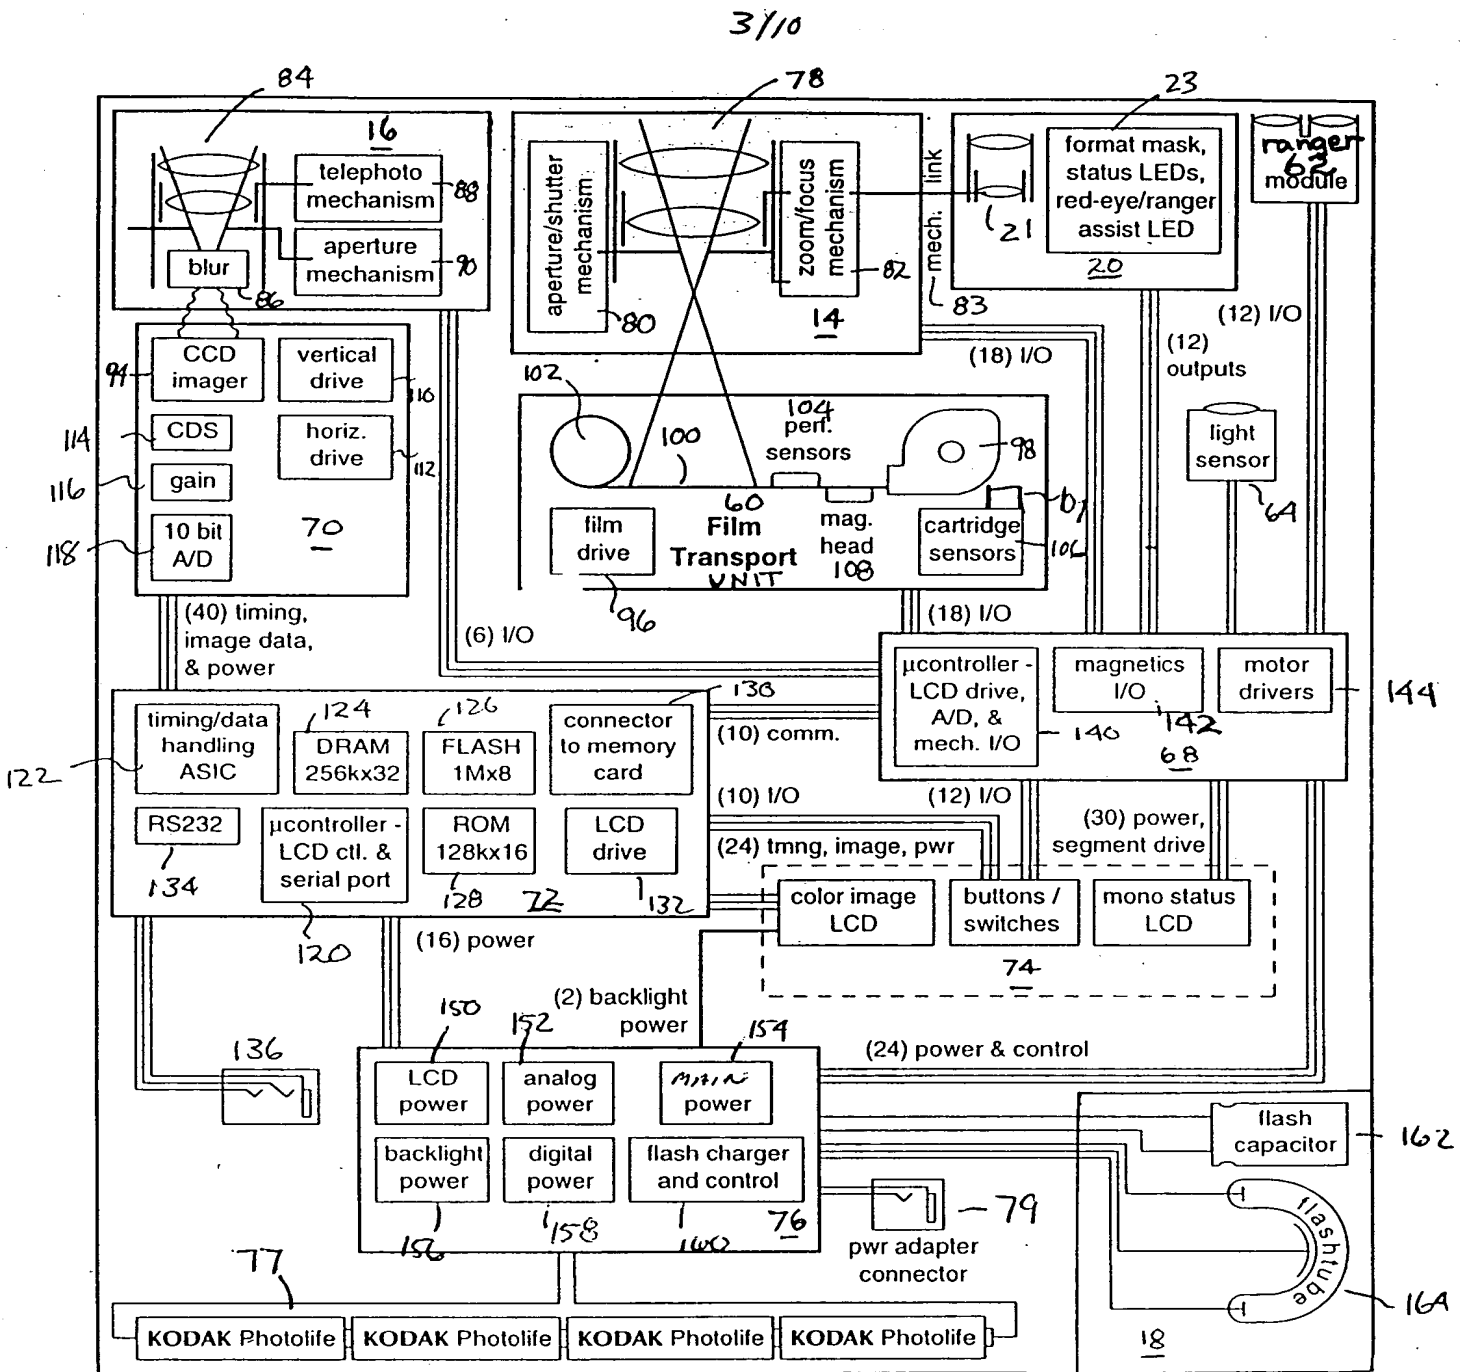 3/10
84
78
23
16
telephoto
mechanism
88
aperture
mechanism
90
blur
86
aperture/shutter
mechanism
80
zoom/focus
mechanism
82
14
mech. link
83
21
format mask,
status LEDs,
red-eye/ranger
assist LED
20
ranger
62
module
(12) I/O
(18) I/O
(12)
outputs
94
CCD
imager
vertical
drive
110
114
CDS
horiz.
drive
112
116
gain
118
10 bit
A/D
70
102
100
104
perf.
sensors
98
light
sensor
64
film
drive
96
60
Film
Transport
UNIT
mag.
head
108
cartridge
sensors
106
(40) timing,
image data,
& power
(6) I/O
(18) I/O
µcontroller -
LCD drive,
A/D, &
mech. I/O
140
magnetics
I/O
142
motor
drivers
144
68
130
timing/data
handling
ASIC
122
124
DRAM
256kx32
126
FLASH
1Mx8
connector
to memory
card
(10) comm.
RS232
134
µcontroller -
LCD ctl. &
serial port
120
ROM
128kx16
128
LCD
drive
132
72
(10) I/O
(12) I/O
(30) power,
segment drive
(24) tmng, image, pwr
color image
LCD
buttons /
switches
mono status
LCD
74
(16) power
(2) backlight
power
(24) power & control
136
150
LCD
power
152
analog
power
154
MAIN
power
backlight
power
156
digital
power
158
flash charger
and control
160
76
79
pwr adapter
connector
flash
capacitor
162
flashtube
164
18
77
KODAK Photolife
KODAK Photolife
KODAK Photolife
KODAK Photolife